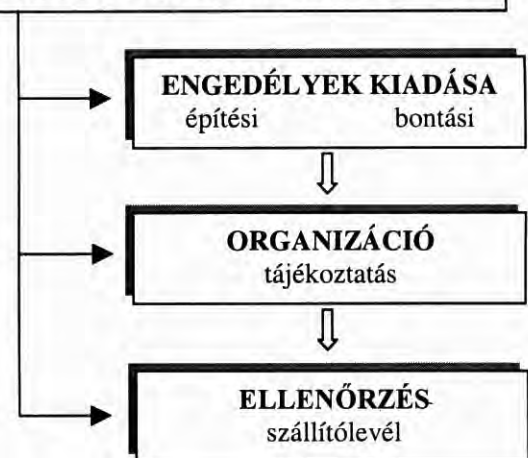 ENGEDÉLYEK KIADÁSA
építési bontási
ORGANIZÁCIÓ
tájékoztatás
ELLENŐRZÉS
szállítólevél